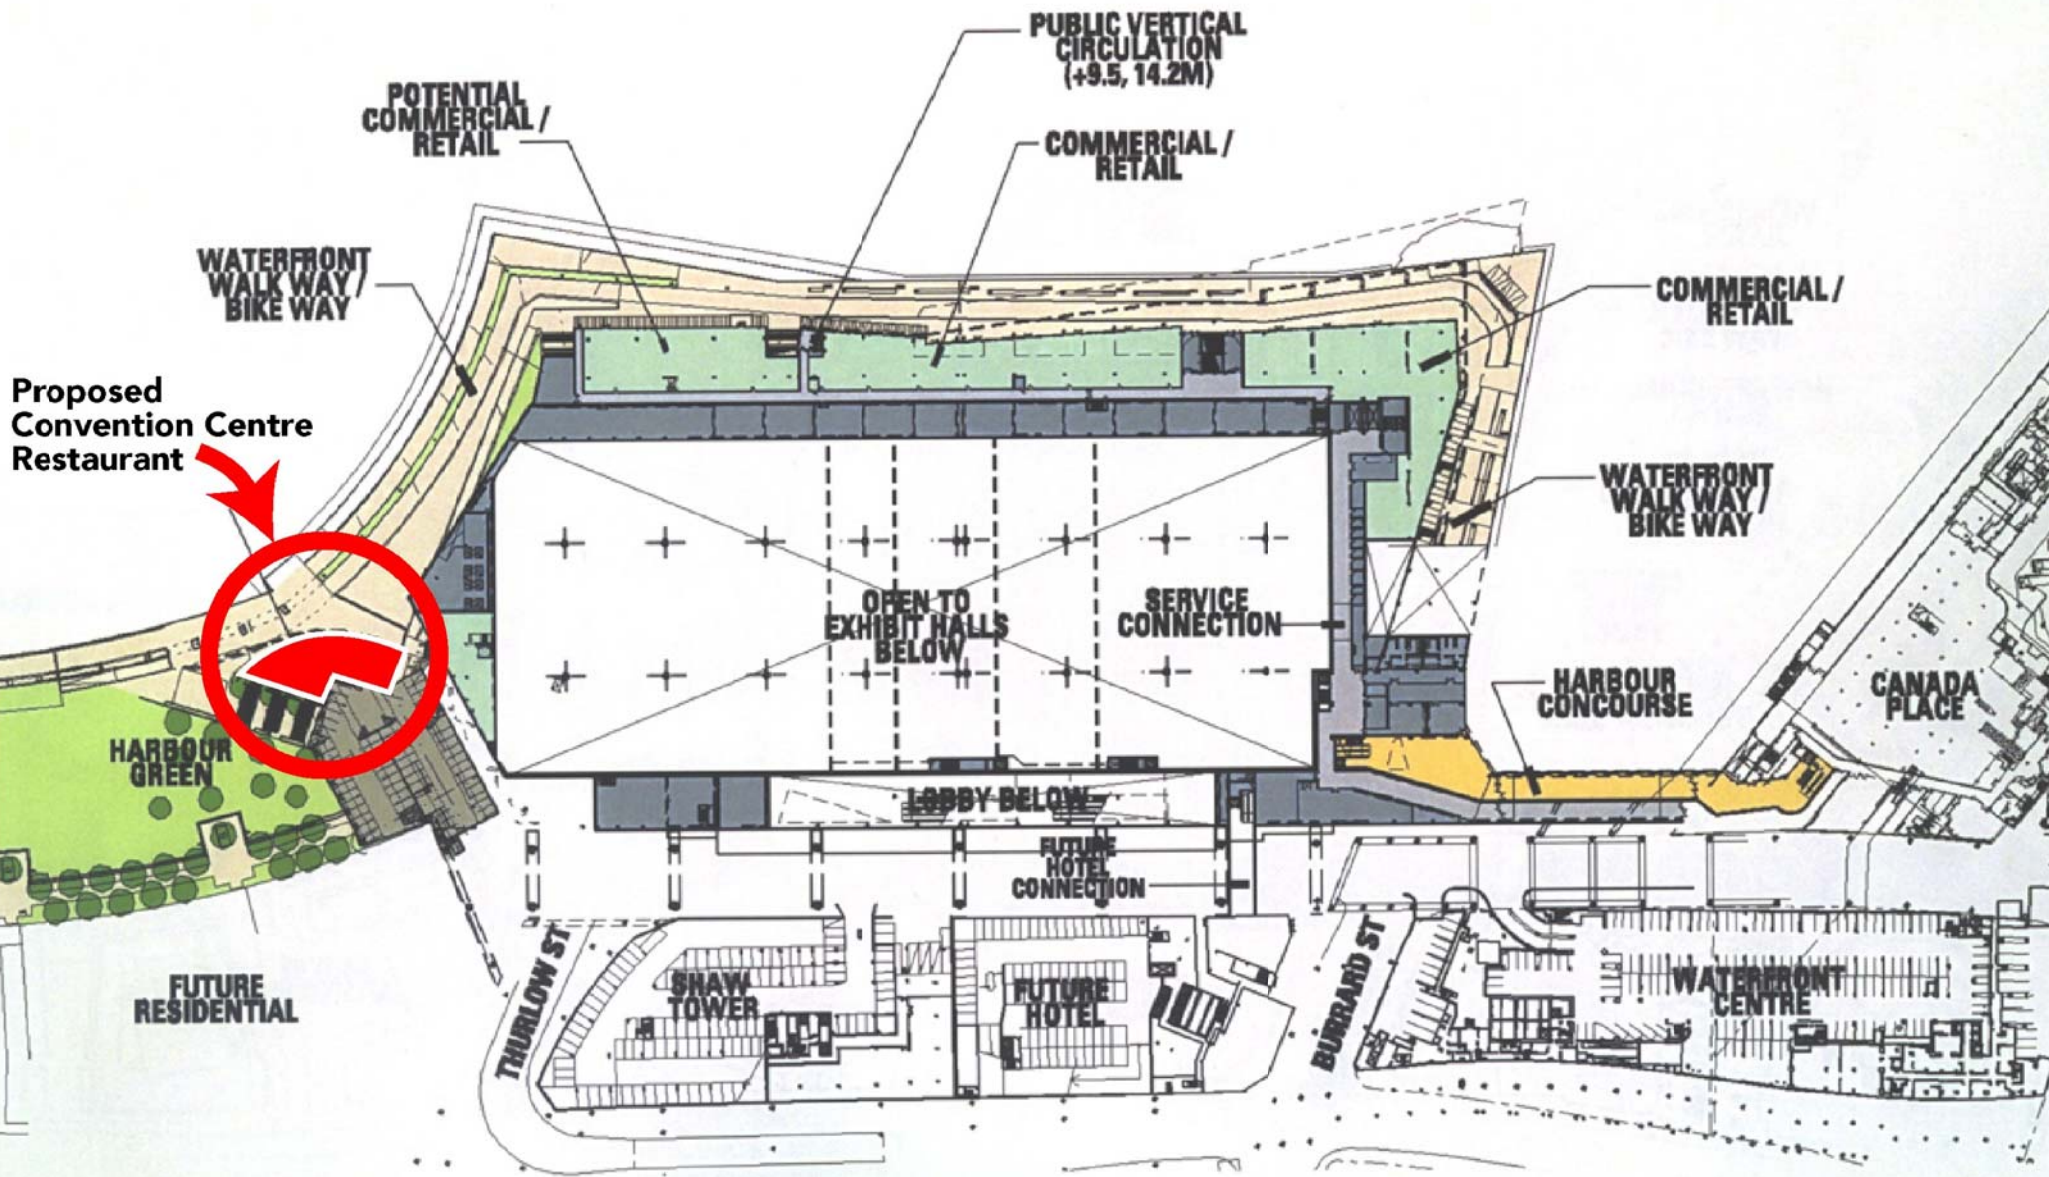 PUBLIC VERTICAL
CIRCULATION
(+9.5, 14.2M)
POTENTIAL
COMMERCIAL /
RETAIL
COMMERCIAL /
RETAIL
WATERFRONT
WALK WAY /
BIKE WAY
COMMERCIAL /
RETAIL
Proposed
Convention Centre
Restaurant
WATERFRONT
WALK WAY /
BIKE WAY
OPEN TO
EXHIBIT HALLS
BELOW
SERVICE
CONNECTION
HARBOUR
CONCOURSE
CANADA
PLACE
HARBOUR
GREEN
LOBBY BELOW
FUTURE
HOTEL
CONNECTION
THURLOW ST
BURRARD ST
FUTURE
RESIDENTIAL
SHAW
TOWER
FUTURE
HOTEL
WATERFRONT
CENTRE